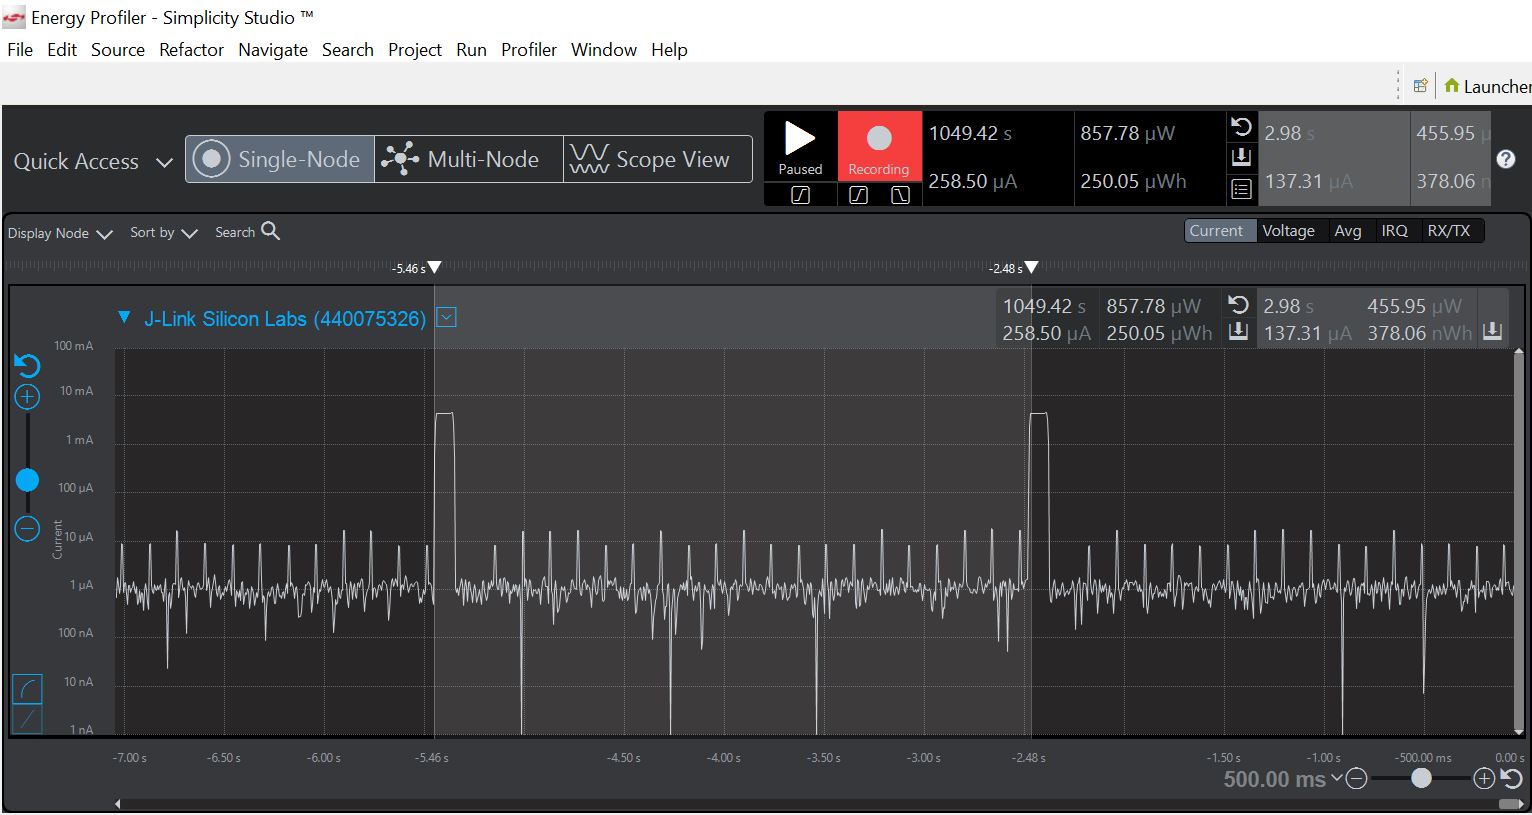 Energy Profiler - Simplicity Studio ™
File Edit Source Refactor Navigate Search Project Run Profiler Window Help
Launcher
Quick Access
Single-Node
Multi-Node
Scope View
Paused
Recording
1049.42 s
857.78 µW
258.50 µA
250.05 µWh
2.98 s
455.95 µ
137.31 µA
378.06 n
Display Node
Sort by
Search
Current Voltage Avg IRQ RX/TX
-5.46 s
-2.48 s
J-Link Silicon Labs (440075326)
1049.42 s 857.78 µW 2.98 s 455.95 µW
258.50 µA 250.05 µWh 137.31 µA 378.06 nWh
100 mA
10 mA
1 mA
100 µA
10 µA
1 µA
100 nA
10 nA
1 nA
Current
-7.00 s -6.50 s -6.00 s -5.46 s -4.50 s -4.00 s -3.50 s -3.00 s -2.48 s -1.50 s -1.00 s -500.00 ms 0.00 s
500.00 ms